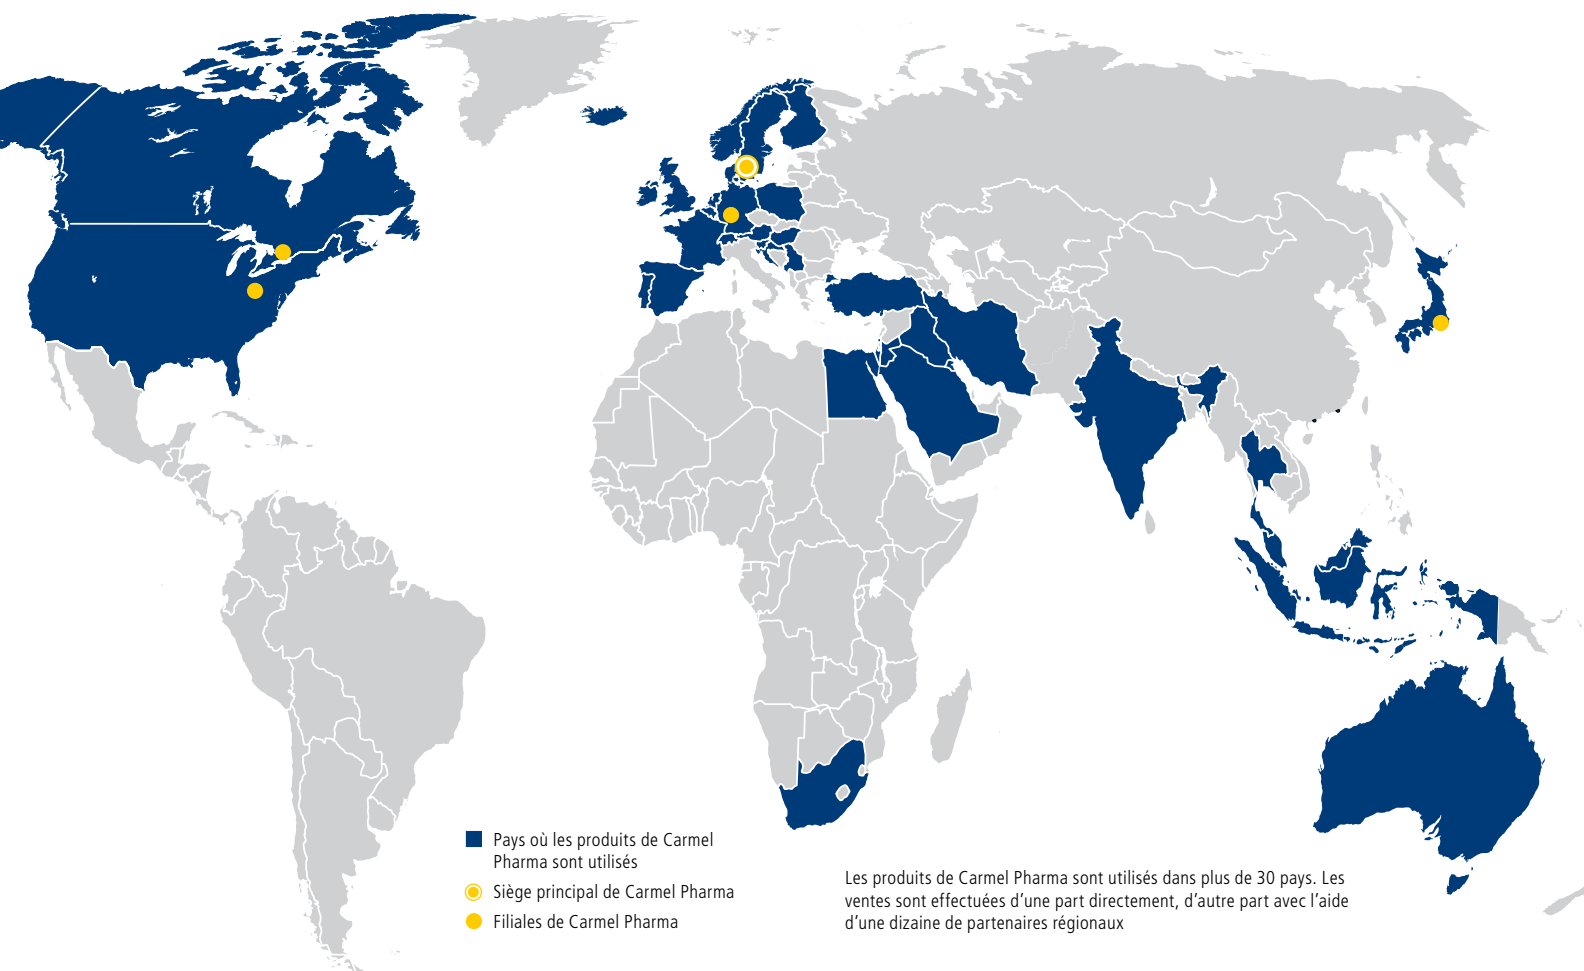 Pays où les produits de Carmel
Pharma sont utilisés
Siège principal de Carmel Pharma
Filiales de Carmel Pharma
Les produits de Carmel Pharma sont utilisés dans plus de 30 pays. Les
ventes sont effectuées d’une part directement, d’autre part avec l’aide
d’une dizaine de partenaires régionaux